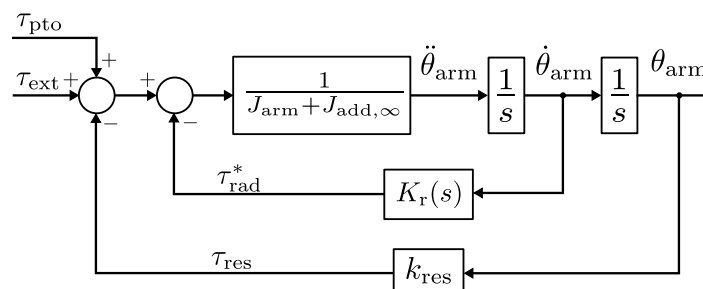 τ_pto
τ_ext + + − + −
1 / (J_arm + J_add,∞)
θ̈_arm
1/s
θ̇_arm
1/s
θ_arm
τ*_rad
K_r(s)
τ_res
k_res